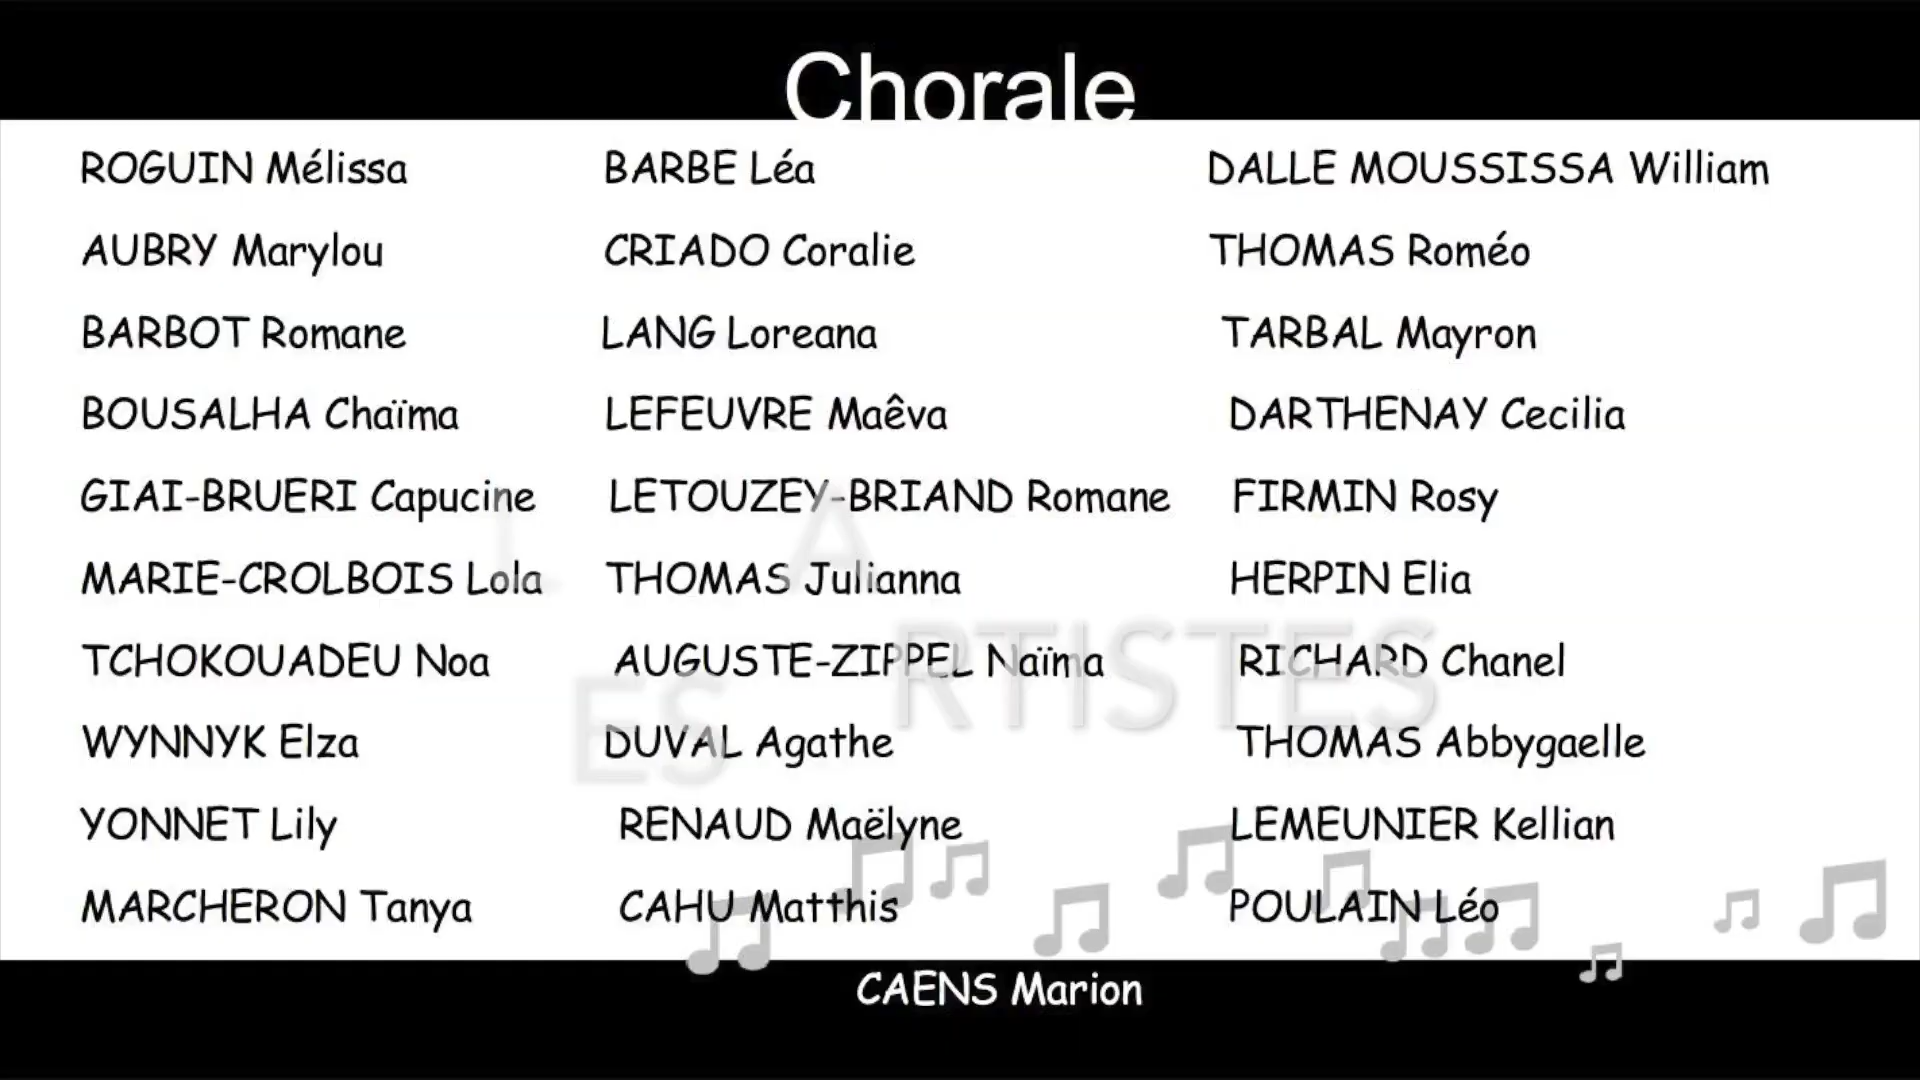 Chorale
ROGUIN Mélissa
AUBRY Marylou
BARBOT Romane
BOUSALHA Chaïma
GIAI-BRUERI Capucine
MARIE-CROLBOIS Lola
TCHOKOUADEU Noa
WYNNYK Elza
YONNET Lily
MARCHERON Tanya
BARBE Léa
CRIADO Coralie
LANG Loreana
LEFEUVRE Maêva
LETOUZEY-BRIAND Romane
THOMAS Julianna
AUGUSTE-ZIPPEL Naïma
DUVAL Agathe
RENAUD Maëlyne
CAHU Matthis
DALLE MOUSSISSA William
THOMAS Roméo
TARBAL Mayron
DARTHENAY Cecilia
FIRMIN Rosy
HERPIN Elia
RICHARD Chanel
THOMAS Abbygaelle
LEMEUNIER Kellian
POULAIN Léo
CAENS Marion
LES ARTISTES